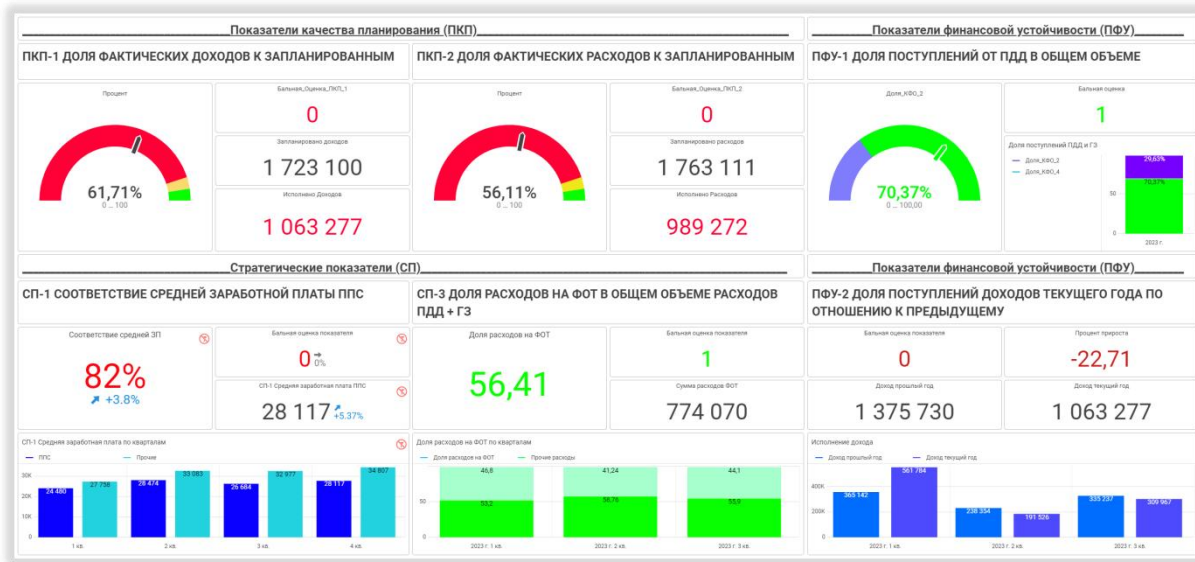 Показатели качества планирования (ПКП)
Показатели финансовой устойчивости (ПФУ)
ПКП-1 ДОЛЯ ФАКТИЧЕСКИХ ДОХОДОВ К ЗАПЛАНИРОВАННЫМ
ПКП-2 ДОЛЯ ФАКТИЧЕСКИХ РАСХОДОВ К ЗАПЛАНИРОВАННЫМ
ПФУ-1 ДОЛЯ ПОСТУПЛЕНИЙ ОТ ПДД В ОБЩЕМ ОБЪЕМЕ
Процент
61,71%
0 … 100
Бальная_Оценка_ПКП_1
0
Запланировано доходов
1 723 100
Исполнено Доходов
1 063 277
Процент
56,11%
0 … 100
Бальная_Оценка_ПКП_2
0
Запланировано расходов
1 763 111
Исполнено Расходов
989 272
Доля_КФО_2
70,37%
0 … 100,00
Бальная оценка
1
Доля поступлений ПДД и ГЗ
Доля_КФО_2
Доля_КФО_4
29,63%
70,37%
50
0
2023 г.
Стратегические показатели (СП)
Показатели финансовой устойчивости (ПФУ)
СП-1 СООТВЕТСТВИЕ СРЕДНЕЙ ЗАРАБОТНОЙ ПЛАТЫ ППС
СП-3 ДОЛЯ РАСХОДОВ НА ФОТ В ОБЩЕМ ОБЪЕМЕ РАСХОДОВ
ПДД + ГЗ
ПФУ-2 ДОЛЯ ПОСТУПЛЕНИЙ ДОХОДОВ ТЕКУЩЕГО ГОДА ПО
ОТНОШЕНИЮ К ПРЕДЫДУЩЕМУ
Соответствие средней ЗП
82%
+3.8%
Бальная оценка показателя
0 0%
СП-1 Средняя заработная плата ППС
28 117 +5.37%
Доля расходов на ФОТ
56,41
Бальная оценка показателя
1
Сумма расходов ФОТ
774 070
Бальная оценка показателя
0
Процент прироста
-22,71
Доход прошлый год
1 375 730
Доход текущий год
1 063 277
СП-1 Средняя заработная плата по кварталам
ППС Прочие
30K
20K
10K
0
24 480 27 758 28 474 33 083 26 684 32 977 28 117 34 807
1 кв. 2 кв. 3 кв. 4 кв.
Доля расходов на ФОТ по кварталам
Доля расходов на ФОТ Прочие расходы
46,8 41,24 44,1
50
53,2 58,76 55,9
0
2023 г. 1 кв. 2023 г. 2 кв. 2023 г. 3 кв.
Исполнение дохода
Доход прошлый год Доход текущий год
400K
200K
0
365 142 561 784 238 354 191 526 335 237 309 967
2023 г. 1 кв. 2023 г. 2 кв. 2023 г. 3 кв.